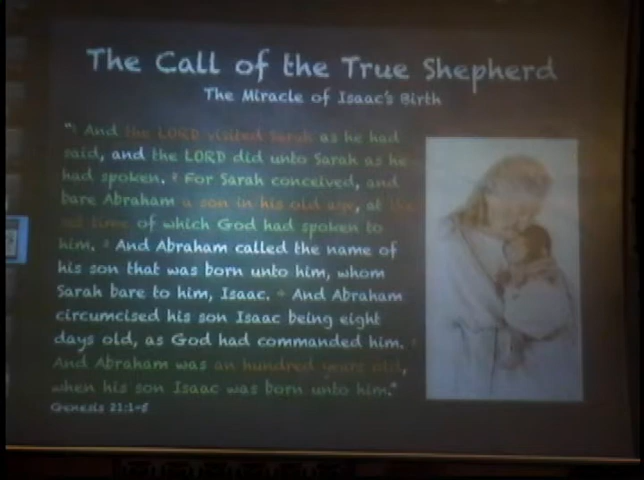 The Call of the True Shepherd
The Miracle of Isaac's Birth
"¹ And the LORD visited Sarah as he had
said, and the LORD did unto Sarah as he
had spoken. ² For Sarah conceived, and
bare Abraham a son in his old age, at the
set time of which God had spoken to
him. ³ And Abraham called the name of
his son that was born unto him, whom
Sarah bare to him, Isaac. ⁴ And Abraham
circumcised his son Isaac being eight
days old, as God had commanded him. ⁵
And Abraham was an hundred years old,
when his son Isaac was born unto him."
Genesis 21:1-5